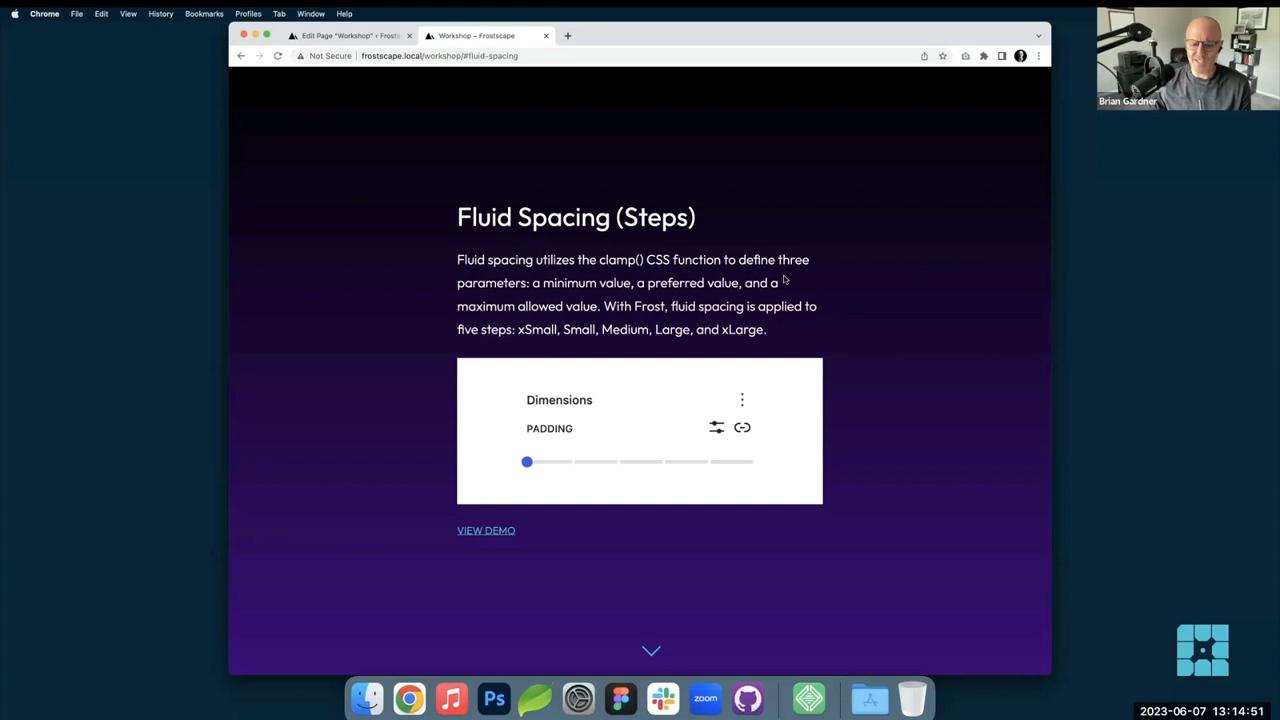 Chrome File Edit View History Bookmarks Profiles Tab Window Help
Edit Page "Workshop" ‹ Frosts
Workshop – Frostscape
Not Secure frostscape.local/workshop/#fluid-spacing
Brian Gardner
Fluid Spacing (Steps)
Fluid spacing utilizes the clamp() CSS function to define three
parameters: a minimum value, a preferred value, and a
maximum allowed value. With Frost, fluid spacing is applied to
five steps: xSmall, Small, Medium, Large, and xLarge.
Dimensions
PADDING
VIEW DEMO
Ps
zoom
2023-06-07 13:14:51